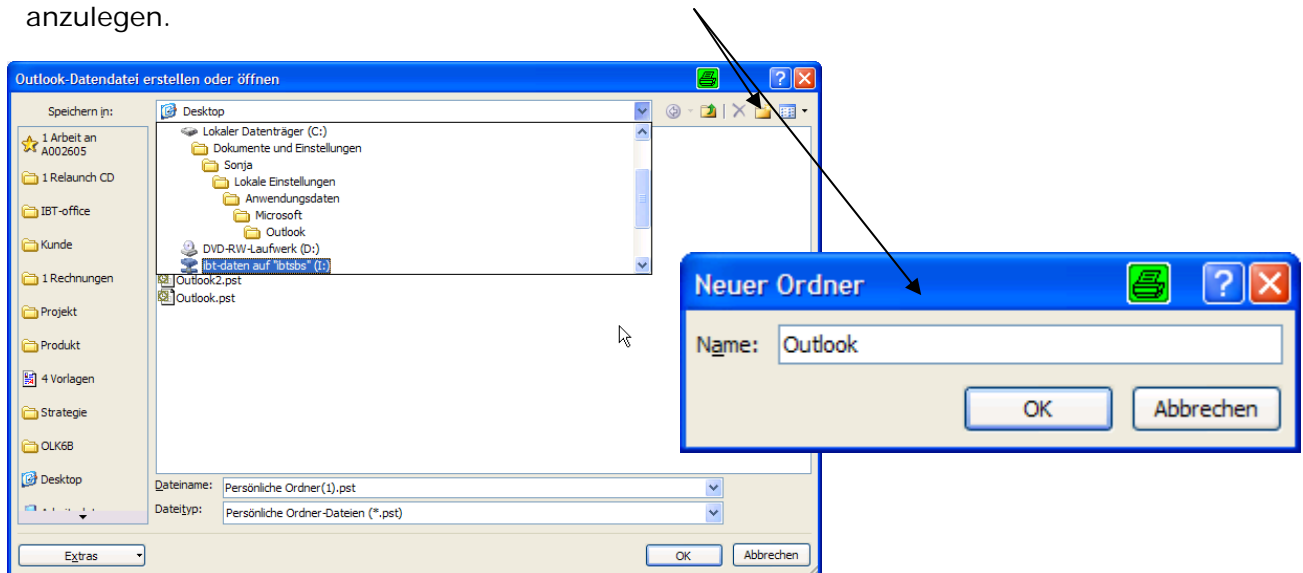 anzulegen.
Outlook-Datendatei erstellen oder öffnen
Speichern in:
Desktop
Lokaler Datenträger (C:)
Dokumente und Einstellungen
Sonja
Lokale Einstellungen
Anwendungsdaten
Microsoft
Outlook
DVD-RW-Laufwerk (D:)
ibt-daten auf "ibtsbs" (I:)
Outlook2.pst
Outlook.pst
1 Arbeit an
A002605
1 Relaunch CD
IBT-office
Kunde
1 Rechnungen
Projekt
Produkt
4 Vorlagen
Strategie
OLK6B
Desktop
Dateiname:
Persönliche Ordner(1).pst
Dateityp:
Persönliche Ordner-Dateien (*.pst)
Extras
OK
Abbrechen
Neuer Ordner
Name:
Outlook
OK
Abbrechen